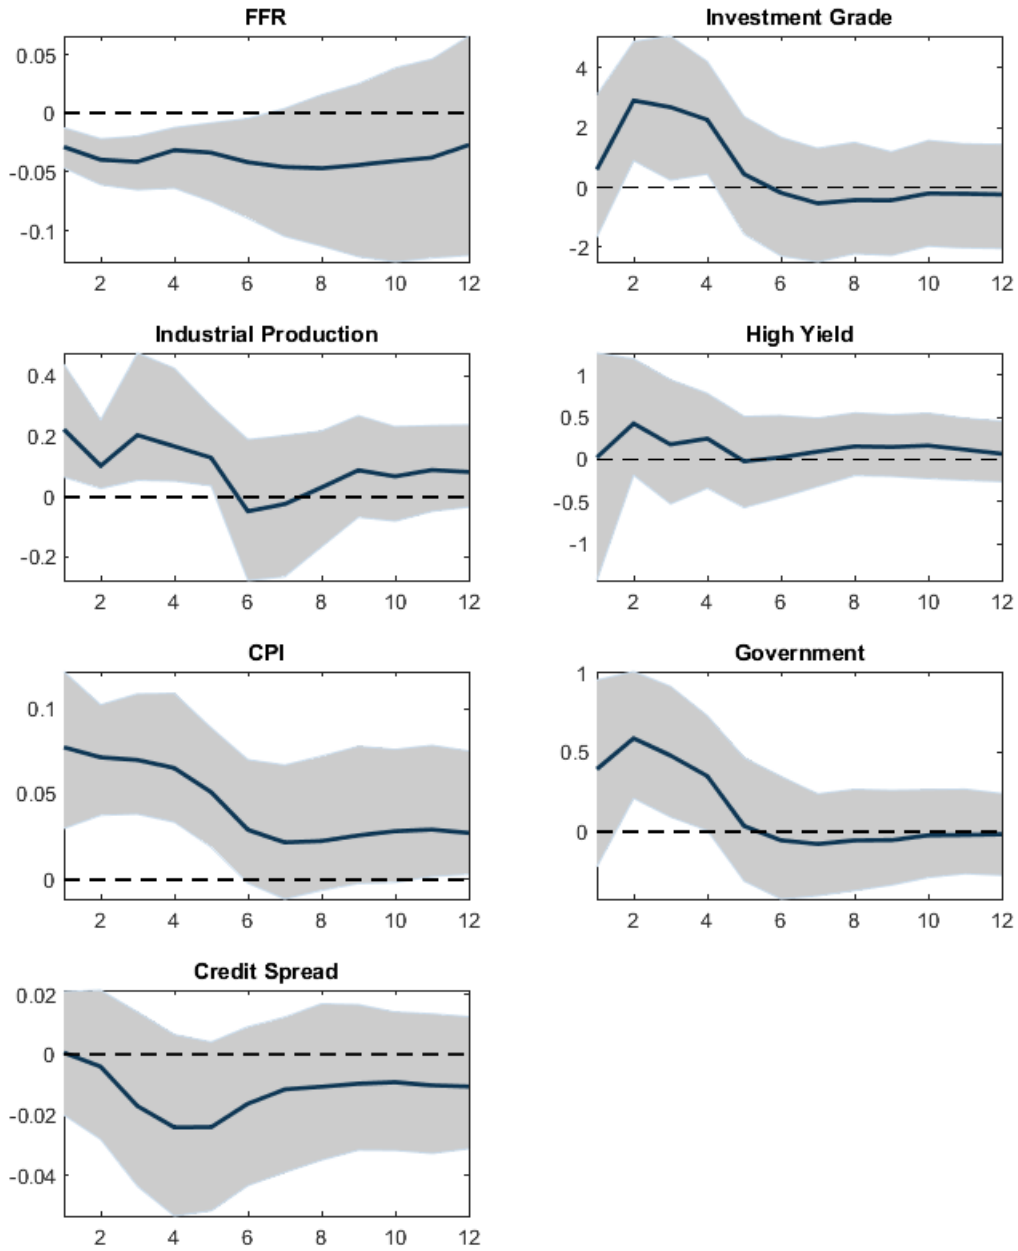 FFR
0.05
0
-0.05
-0.1
2 4 6 8 10 12
Investment Grade
4
2
0
-2
2 4 6 8 10 12
Industrial Production
0.4
0.2
0
-0.2
2 4 6 8 10 12
High Yield
1
0.5
0
-0.5
-1
2 4 6 8 10 12
CPI
0.1
0.05
0
2 4 6 8 10 12
Government
1
0.5
0
2 4 6 8 10 12
Credit Spread
0.02
0
-0.02
-0.04
2 4 6 8 10 12